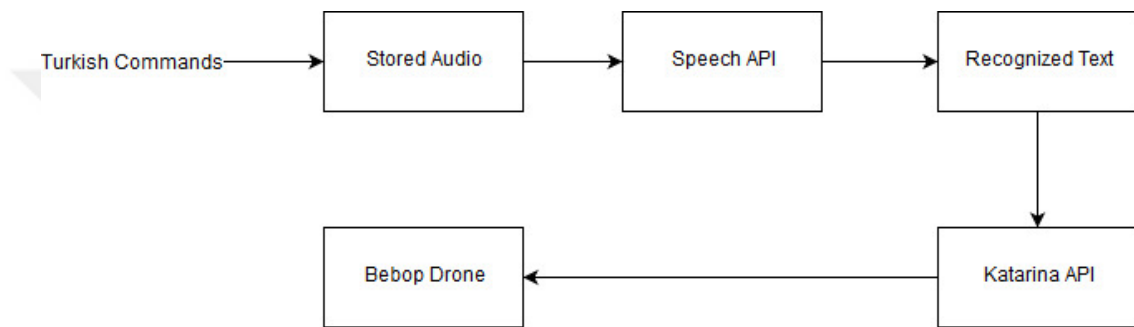 Turkish Commands
Stored Audio
Speech API
Recognized Text
Bebop Drone
Katarina API